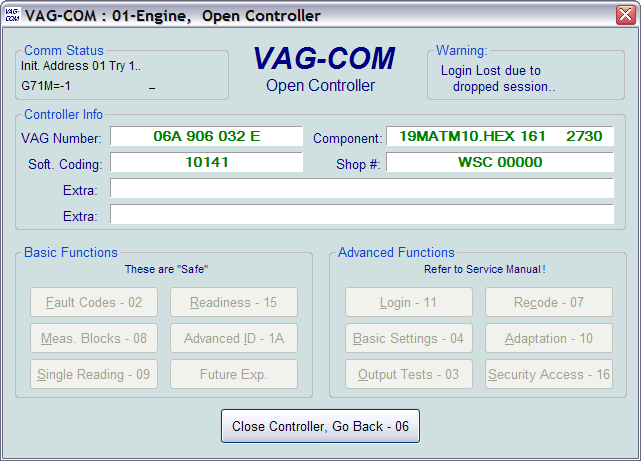 VAG-COM
VAG-COM : 01-Engine,  Open Controller
Comm Status
Init. Address 01 Try 1..
G71M=-1 –
VAG-COM
Open Controller
Warning:
Login Lost due to
dropped session..
Controller Info
VAG Number: 06A 906 032 E Component: 19MATM10.HEX 161 2730
Soft. Coding: 10141 Shop #: WSC 00000
Extra:
Extra:
Basic Functions
These are "Safe"
Fault Codes - 02 Readiness - 15
Meas. Blocks - 08 Advanced ID - 1A
Single Reading - 09 Future Exp.
Advanced Functions
Refer to Service Manual!
Login - 11 Recode - 07
Basic Settings - 04 Adaptation - 10
Output Tests - 03 Security Access - 16
Close Controller, Go Back - 06